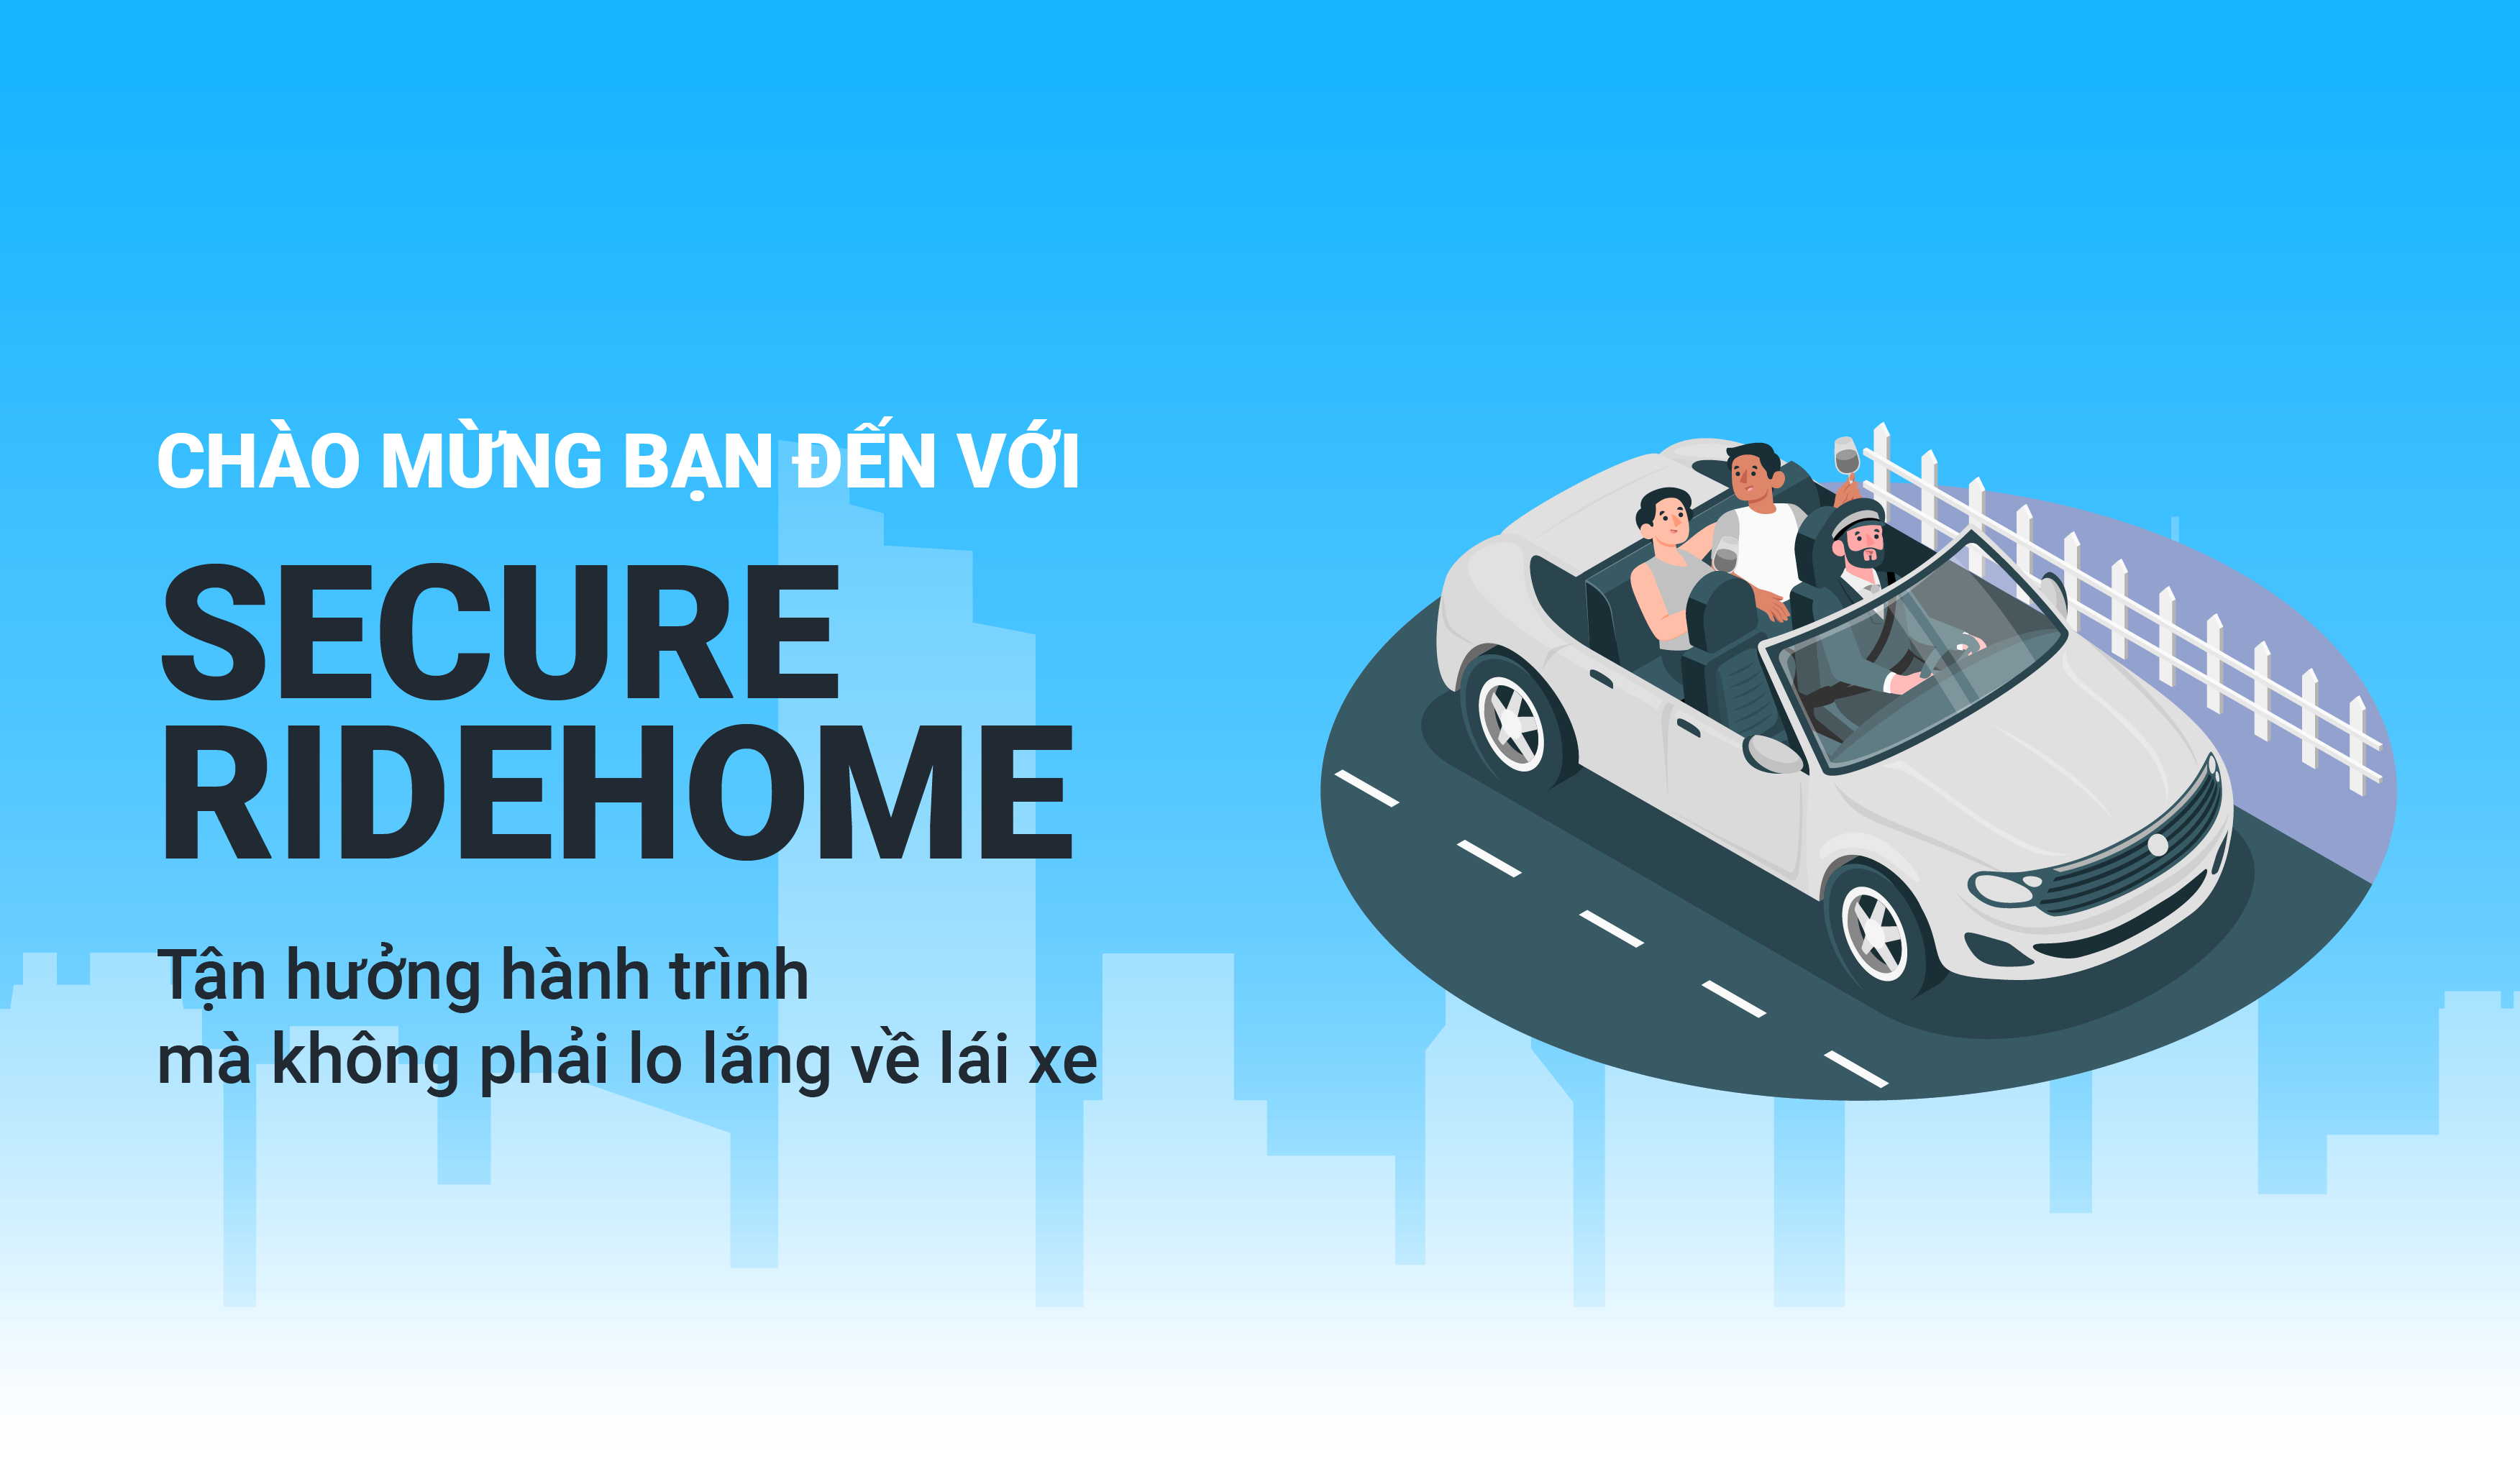 CHÀO MỪNG BẠN ĐẾN VỚI
SECURE
RIDEHOME
Tận hưởng hành trình
mà không phải lo lắng về lái xe